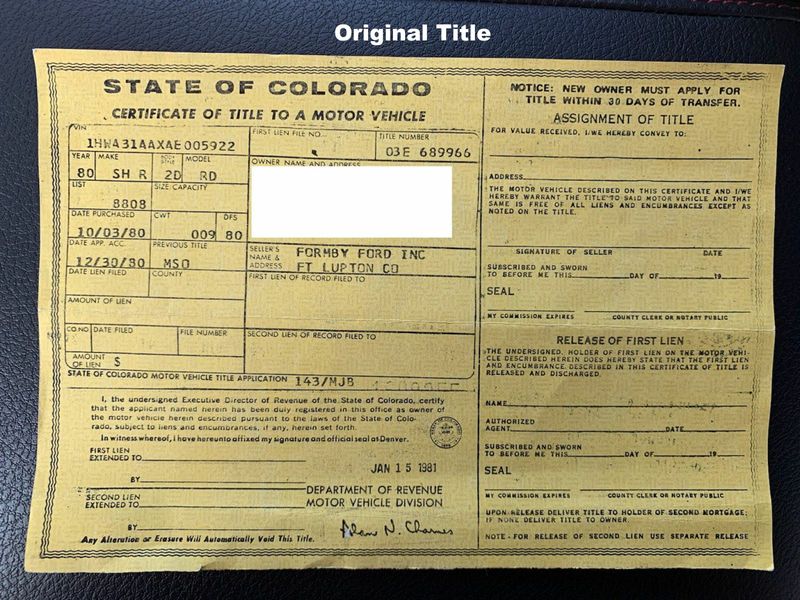 Original Title
STATE OF COLORADO
CERTIFICATE OF TITLE TO A MOTOR VEHICLE
VIN
1HWA31AAXAE005922
FIRST LIEN FILE NO.
TITLE NUMBER
03E 689966
YEAR MAKE BODY STYLE MODEL
80 SH R 2D RD
OWNER NAME AND ADDRESS
LIST SIZE, CAPACITY
8808
DATE PURCHASED CWT DFS
10/03/80 009 80
DATE APP. ACC. PREVIOUS TITLE
12/30/80 MSO
SELLER'S NAME & ADDRESS
FORMBY FORD INC
FT LUPTON CO
DATE LIEN FILED COUNTY
FIRST LIEN OF RECORD FILED TO
AMOUNT OF LIEN
CO.NO. DATE FILED FILE NUMBER
SECOND LIEN OF RECORD FILED TO
AMOUNT OF LIEN $
STATE OF COLORADO MOTOR VEHICLE TITLE APPLICATION 143/MJB
I, the undersigned Executive Director of Revenue of the State of Colorado, certify
that the applicant named herein has been duly registered in this office as owner of
the motor vehicle herein described pursuant to the laws of the State of Colo-
rado, subject to liens and encumbrances, if any, herein set forth.
In witness whereof, I have hereunto affixed my signature and official seal at Denver.
FIRST LIEN
EXTENDED TO
JAN 15 1981
BY
SECOND LIEN
EXTENDED TO
DEPARTMENT OF REVENUE
MOTOR VEHICLE DIVISION
BY
Alan N. Charnes
Any Alteration or Erasure Will Automatically Void This Title.
NOTICE: NEW OWNER MUST APPLY FOR
TITLE WITHIN 30 DAYS OF TRANSFER.
ASSIGNMENT OF TITLE
FOR VALUE RECEIVED, I/WE HEREBY CONVEY TO:
ADDRESS
THE MOTOR VEHICLE DESCRIBED ON THIS CERTIFICATE AND I/WE
HEREBY WARRANT THE TITLE TO SAID MOTOR VEHICLE AND THAT
SAME IS FREE OF ALL LIENS AND ENCUMBRANCES EXCEPT AS
NOTED ON THE TITLE.
SIGNATURE OF SELLER DATE
SUBSCRIBED AND SWORN
TO BEFORE ME THIS DAY OF 19
SEAL
MY COMMISSION EXPIRES COUNTY CLERK OR NOTARY PUBLIC
RELEASE OF FIRST LIEN
THE UNDERSIGNED, HOLDER OF FIRST LIEN ON THE MOTOR VEHI-
CLE DESCRIBED HEREIN DOES HEREBY STATE THAT THE FIRST LIEN
AND ENCUMBRANCE DESCRIBED IN THIS CERTIFICATE OF TITLE IS
RELEASED AND DISCHARGED.
NAME
AUTHORIZED
AGENT DATE
SUBSCRIBED AND SWORN
TO BEFORE ME THIS DAY OF 19
SEAL
MY COMMISSION EXPIRES COUNTY CLERK OR NOTARY PUBLIC
UPON RELEASE DELIVER TITLE TO HOLDER OF SECOND MORTGAGE;
IF NONE DELIVER TITLE TO OWNER.
NOTE - FOR RELEASE OF SECOND LIEN USE SEPARATE RELEASE